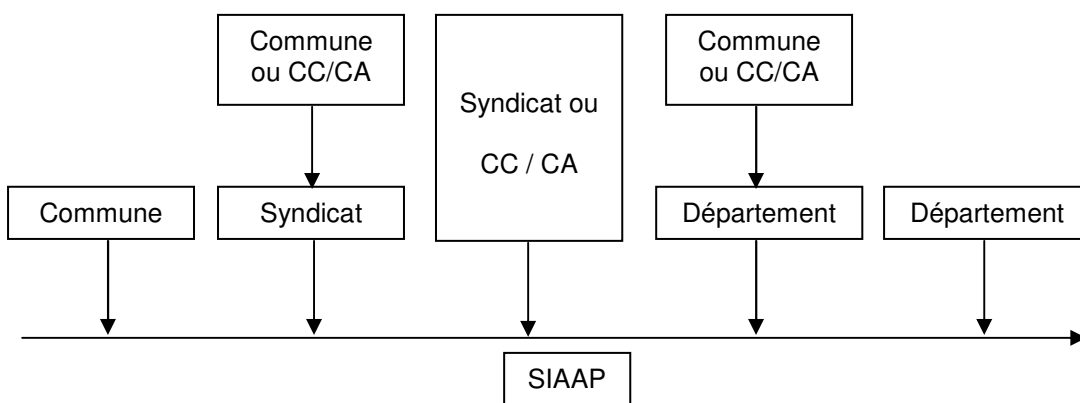 Commune
ou CC/CA
Commune
ou CC/CA
Syndicat ou
CC / CA
Commune
Syndicat
Département
Département
SIAAP